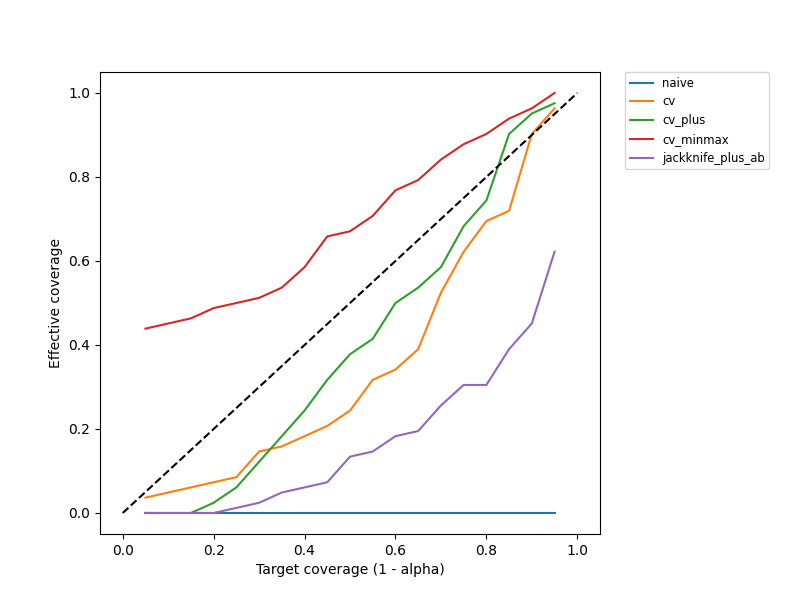 1.0
0.8
0.6
0.4
0.2
0.0
Effective coverage
0.0 0.2 0.4 0.6 0.8 1.0
Target coverage (1 - alpha)
naive
cv
cv_plus
cv_minmax
jackknife_plus_ab